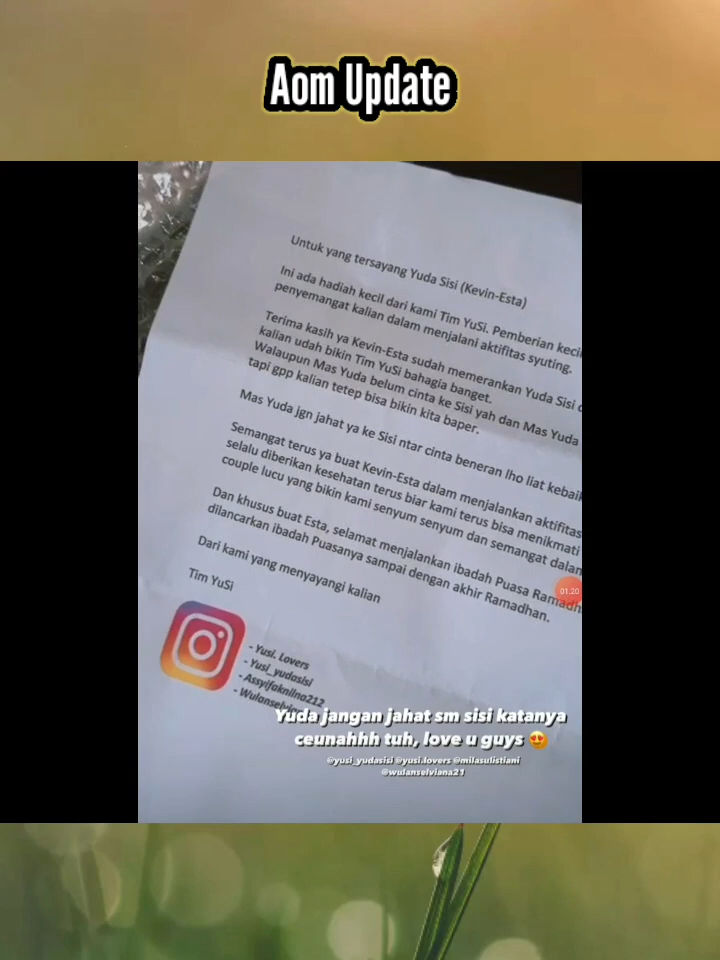 Aom Update
Untuk yang tersayang Yuda Sisi (Kevin-Esta)
Ini ada hadiah kecil dari kami Tim YuSi. Pemberian kecil
penyemangat kalian dalam menjalani aktifitas syuting.
Terima kasih ya Kevin-Esta sudah memerankan Yuda Sisi
kalian udah bikin Tim YuSi bahagia banget.
Walaupun Mas Yuda belum cinta ke Sisi yah dan Mas Yuda
tapi gpp kalian tetep bisa bikin kita baper.
Mas Yuda jgn jahat ya ke Sisi ntar cinta beneran lho liat
Semangat terus ya buat Kevin-Esta dalam menjalankan aktifitas
selalu diberikan kesehatan terus biar kami terus bisa menikmati
couple lucu yang bikin kami senyum senyum dan semangat
Dan khusus buat Esta, selamat menjalankan ibadah Puasa
dilancarkan ibadah Puasanya sampai dengan akhir Ramadhan.
01:20
Dari kami yang menyayangi kalian
Tim YuSi
- Yusi. Lovers
- Yusi_yudasisi
- Assyifaknilna212
Yuda jangan jahat sm sisi katanya
ceunahhh tuh, love u guys 😍
@yusi_yudasisi @yusi.lovers @milasulistiani
@wulanselviana21